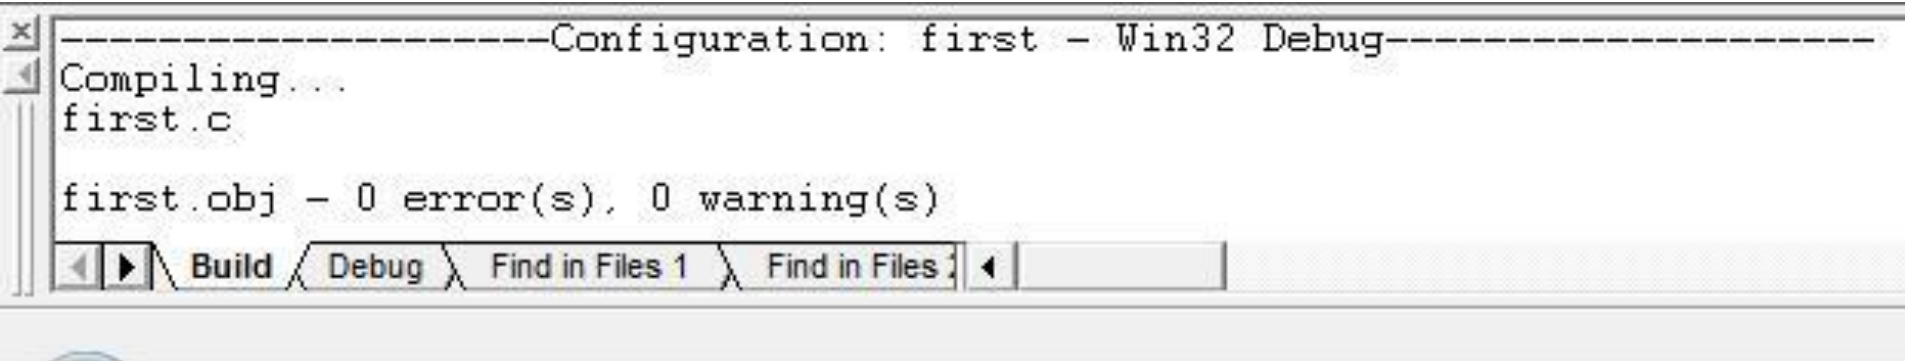 --------------------Configuration: first - Win32 Debug--------------------
Compiling...
first.c
first.obj - 0 error(s), 0 warning(s)
Build Debug Find in Files 1 Find in Files